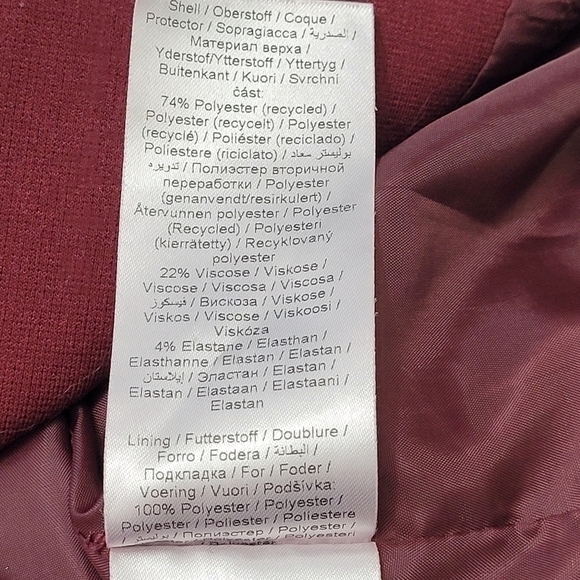 Shell / Oberstoff / Coque /
Protector / Sopragiacca / الصدرية /
Материал верха /
Yderstof/Ytterstoff / Yttertyg /
Buitenkant / Kuori / Svrchní
část:
74% Polyester (recycled) /
Polyester (recycelt) / Polyester
(recyclé) / Poliéster (reciclado) /
Poliestere (riciclato) / بوليستر معاد
تدويره / Полиэстер вторичной
переработки / Polyester
(genanvendt/resirkulert) /
Återvunnen polyester / Polyester
(Recycled) / Polyesteri
(kierrätetty) / Recyklovaný
polyester
22% Viscose / Viskose /
Viscose / Viscosa / Viscosa /
فيسكوز / Вискоза / Viskose /
Viskos / Viscose / Viskoosi /
Viskóza
4% Elastane / Elasthan /
Elasthanne / Elastan / Elastan /
إيلاستان / Эластан / Elastan /
Elastan / Elastaan / Elastaani /
Elastan
Lining / Futterstoff / Doublure /
Forro / Fodera / البطانة /
Подкладка / For / Foder /
Voering / Vuori / Podšívka:
100% Polyester / Polyester /
Polyester / Poliéster / Poliestere
/ بوليستر / Полиэстер / Polyester /